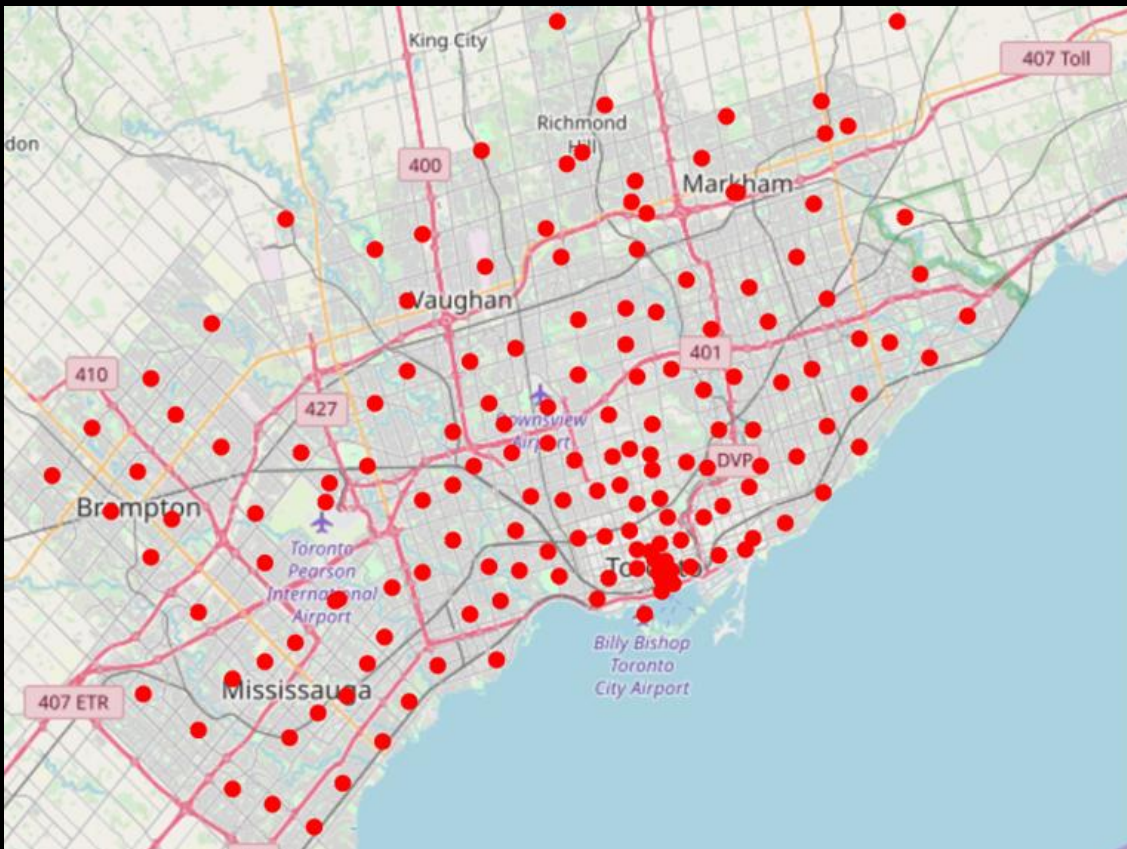 King City
407 Toll
Richmond
Hill
don
400
Markham
Vaughan
401
410
427
Downsview
Airport
DVP
Brampton
Toronto
Pearson
International
Airport
Toronto
Billy Bishop
Toronto
City Airport
Mississauga
407 ETR